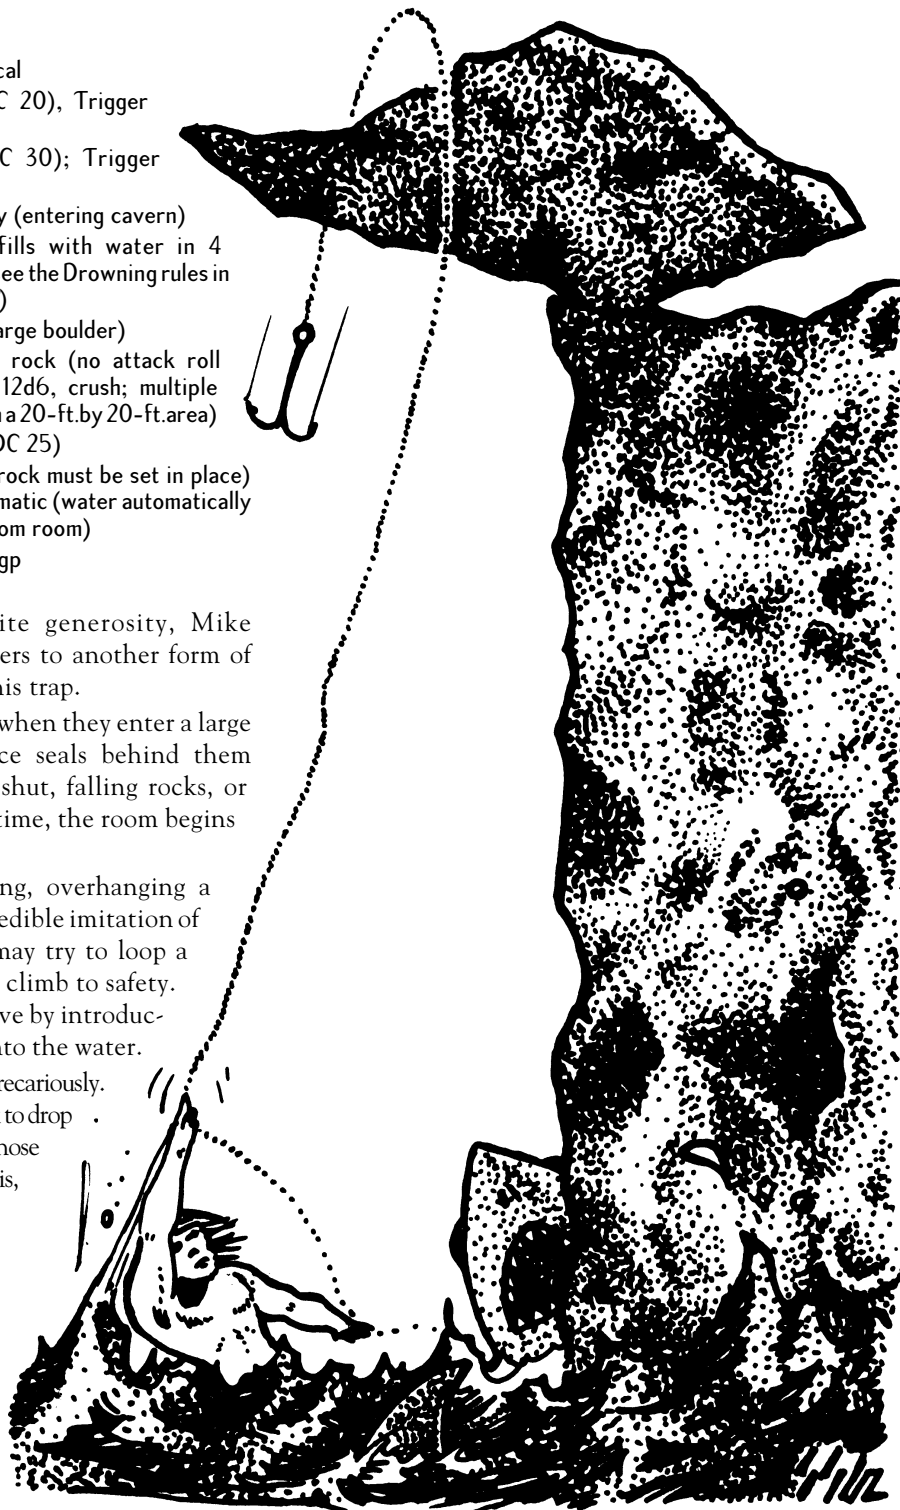 cal
C 20), Trigger
C 30); Trigger
y (entering cavern)
fills with water in 4
ee the Drowning rules in
)
arge boulder)
rock (no attack roll
12d6, crush; multiple
n a 20-ft.by 20-ft.area)
DC 25)
rock must be set in place)
matic (water automatically
om room)
gp
ite generosity, Mike
ers to another form of
his trap.
when they enter a large
ce seals behind them
shut, falling rocks, or
time, the room begins
ng, overhanging a
edible imitation of
may try to loop a
climb to safety.
ve by introduc-
nto the water.
recariously.
to drop
hose
is,